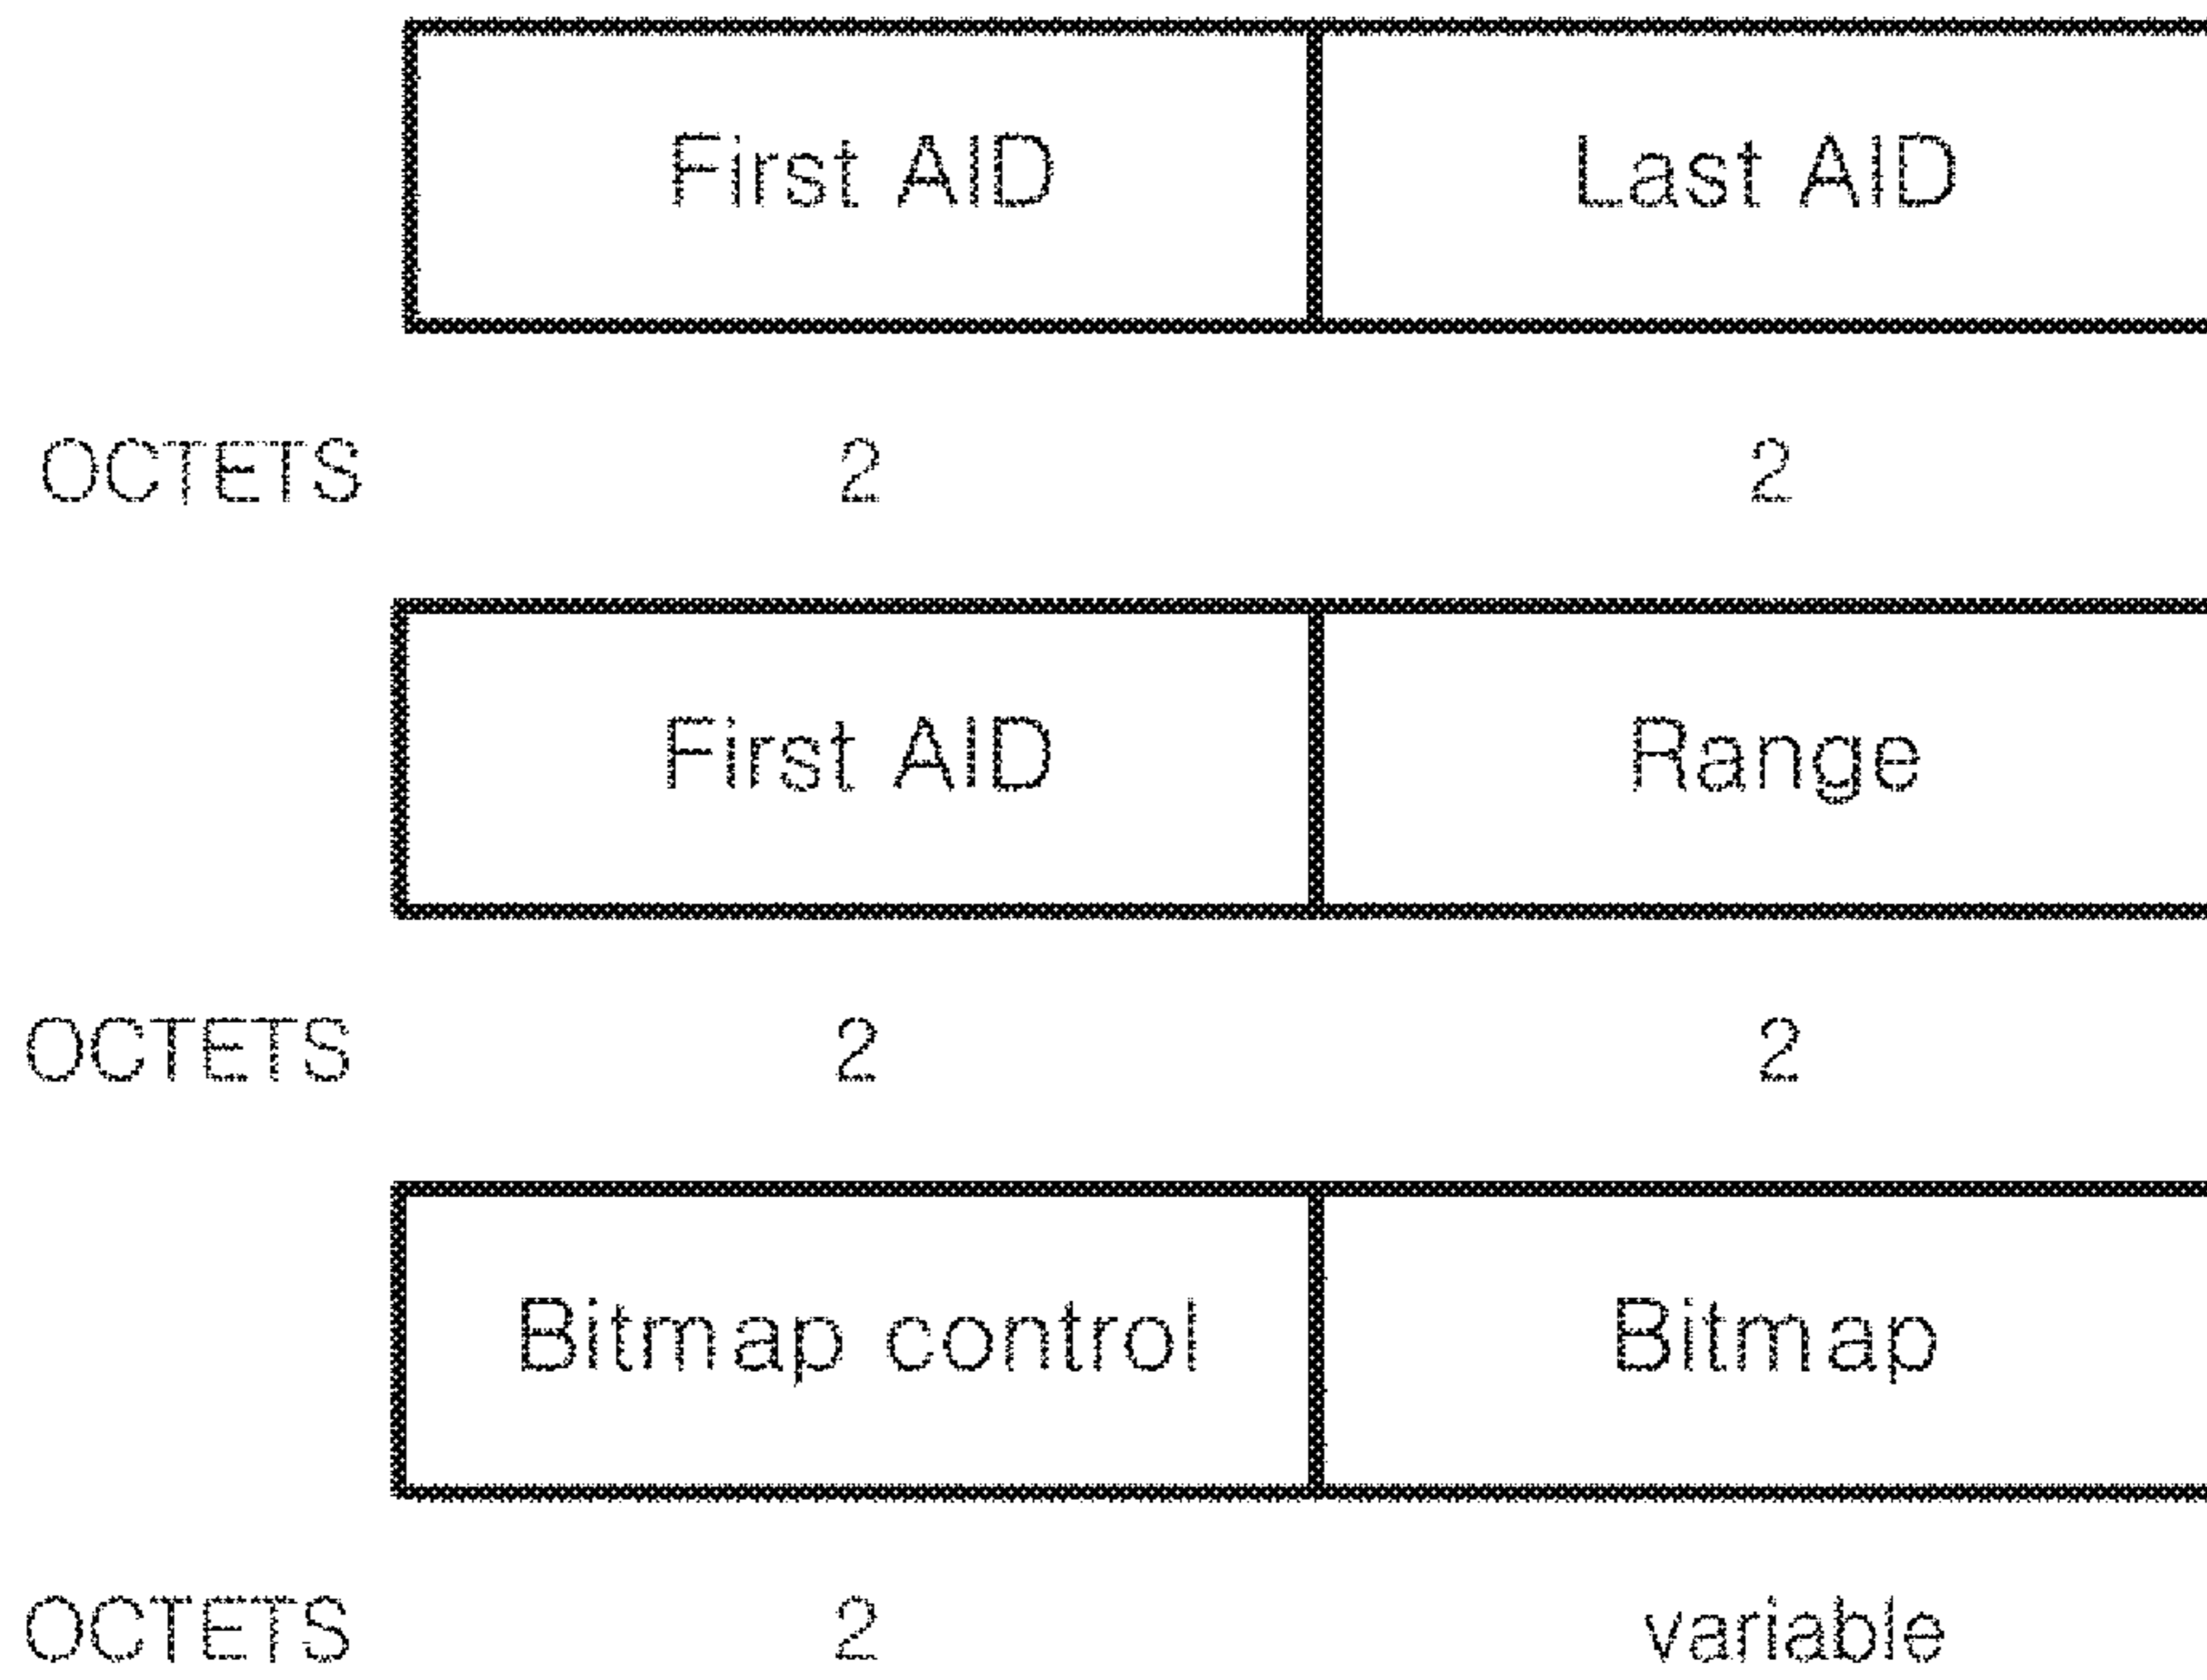 First AID Last AID
OCTETS 2 2
First AID Range
OCTETS 2 2
Bitmap control Bitmap
OCTETS 2 variable